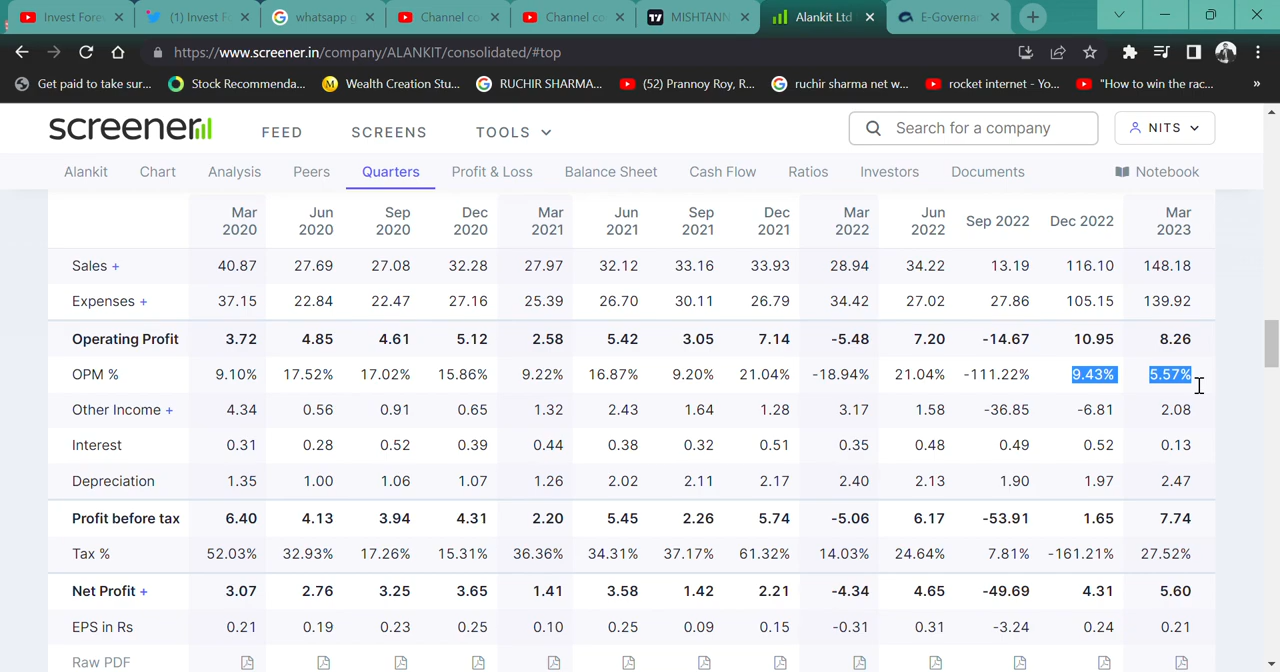 Invest Fore
(1) Invest F
whatsapp g
Channel co
Channel co
MISHTANN
Alankit Ltd
E-Governan
https://www.screener.in/company/ALANKIT/consolidated/#top
Get paid to take sur... Stock Recommenda... Wealth Creation Stu... RUCHIR SHARMA... (52) Prannoy Roy, R... ruchir sharma net w... rocket internet - Yo... "How to win the rac... »
screener FEED SCREENS TOOLS Search for a company NITS
Alankit Chart Analysis Peers Quarters Profit & Loss Balance Sheet Cash Flow Ratios Investors Documents Notebook
Mar 2020 Jun 2020 Sep 2020 Dec 2020 Mar 2021 Jun 2021 Sep 2021 Dec 2021 Mar 2022 Jun 2022 Sep 2022 Dec 2022 Mar 2023
Sales + 40.87 27.69 27.08 32.28 27.97 32.12 33.16 33.93 28.94 34.22 13.19 116.10 148.18
Expenses + 37.15 22.84 22.47 27.16 25.39 26.70 30.11 26.79 34.42 27.02 27.86 105.15 139.92
Operating Profit 3.72 4.85 4.61 5.12 2.58 5.42 3.05 7.14 -5.48 7.20 -14.67 10.95 8.26
OPM % 9.10% 17.52% 17.02% 15.86% 9.22% 16.87% 9.20% 21.04% -18.94% 21.04% -111.22% 9.43% 5.57%
Other Income + 4.34 0.56 0.91 0.65 1.32 2.43 1.64 1.28 3.17 1.58 -36.85 -6.81 2.08
Interest 0.31 0.28 0.52 0.39 0.44 0.38 0.32 0.51 0.35 0.48 0.49 0.52 0.13
Depreciation 1.35 1.00 1.06 1.07 1.26 2.02 2.11 2.17 2.40 2.13 1.90 1.97 2.47
Profit before tax 6.40 4.13 3.94 4.31 2.20 5.45 2.26 5.74 -5.06 6.17 -53.91 1.65 7.74
Tax % 52.03% 32.93% 17.26% 15.31% 36.36% 34.31% 37.17% 61.32% 14.03% 24.64% 7.81% -161.21% 27.52%
Net Profit + 3.07 2.76 3.25 3.65 1.41 3.58 1.42 2.21 -4.34 4.65 -49.69 4.31 5.60
EPS in Rs 0.21 0.19 0.23 0.25 0.10 0.25 0.09 0.15 -0.31 0.31 -3.24 0.24 0.21
Raw PDF